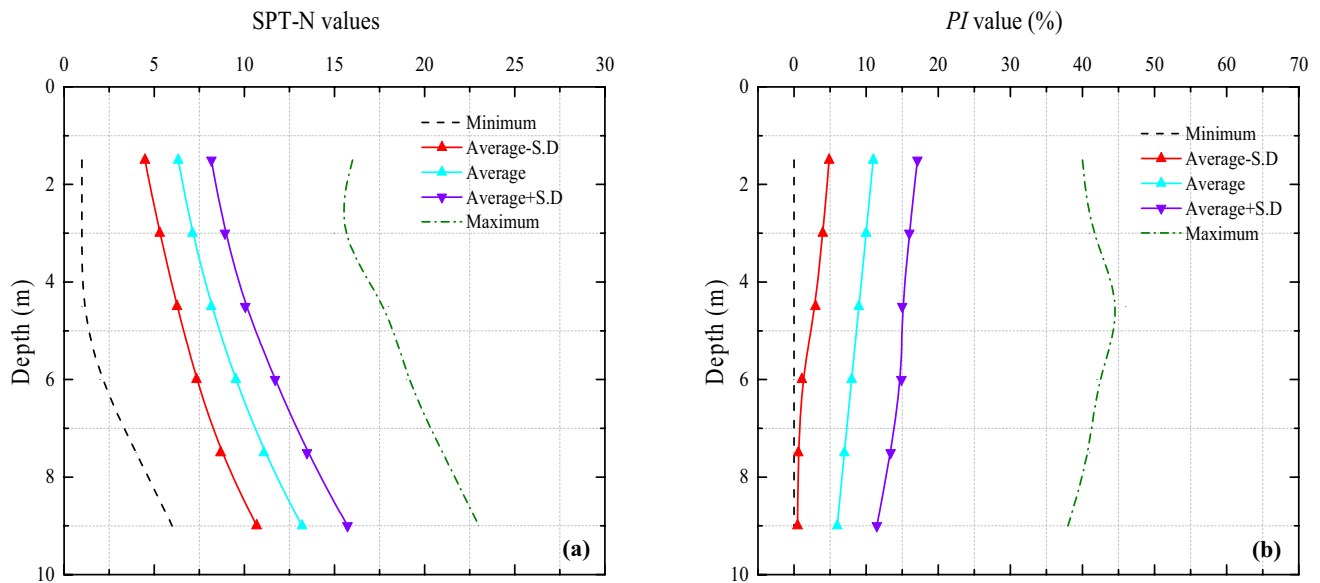 SPT-N values
0 5 10 15 20 25 30
0
2
4
6
8
10
Depth (m)
Minimum
Average-S.D
Average
Average+S.D
Maximum
(a)
PI value (%)
0 10 20 30 40 50 60 70
0
2
4
6
8
10
Depth (m)
Minimum
Average-S.D
Average
Average+S.D
Maximum
(b)